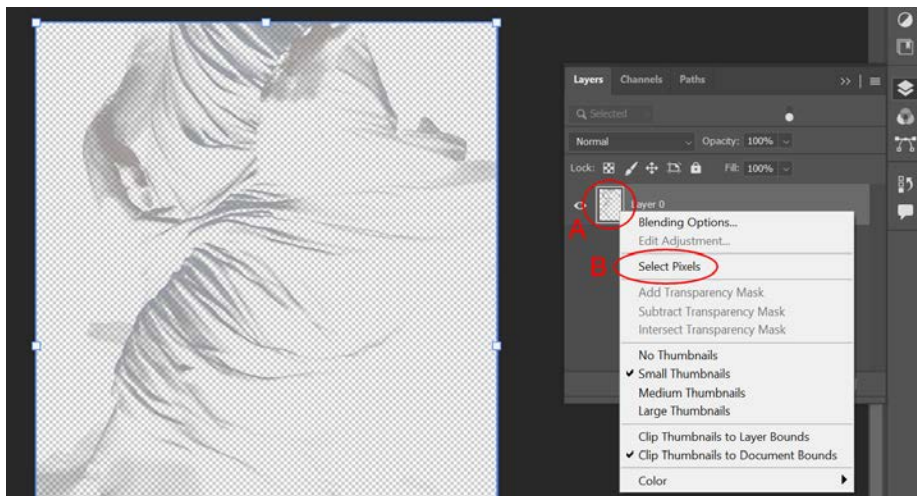 Layers Channels Paths
Selected
Normal Opacity: 100%
Lock: Fill: 100%
Layer 0
A
Blending Options...
Edit Adjustment...
B Select Pixels
Add Transparency Mask
Subtract Transparency Mask
Intersect Transparency Mask
No Thumbnails
Small Thumbnails
Medium Thumbnails
Large Thumbnails
Clip Thumbnails to Layer Bounds
Clip Thumbnails to Document Bounds
Color